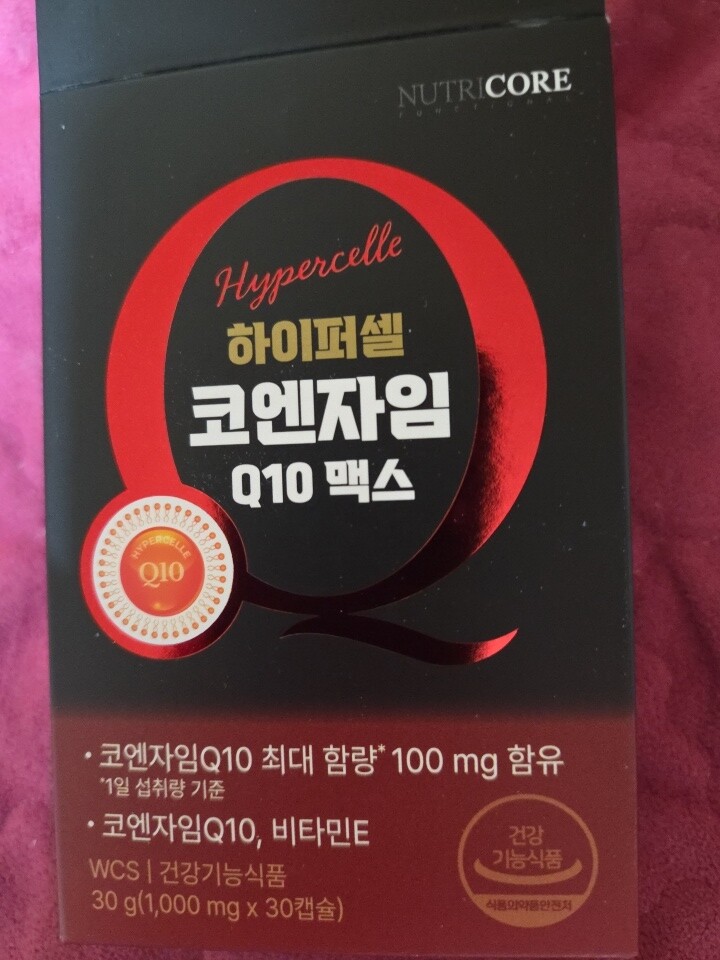 NUTRICORE
Hypercelle
하이퍼셀
코엔자임
Q10 맥스
HYPERCELLE
Q10
• 코엔자임Q10 최대 함량* 100 mg 함유
*1일 섭취량 기준
• 코엔자임Q10, 비타민E
WCS | 건강기능식품
30 g(1,000 mg x 30캡슐)
건강
기능식품
식품의약품안전처